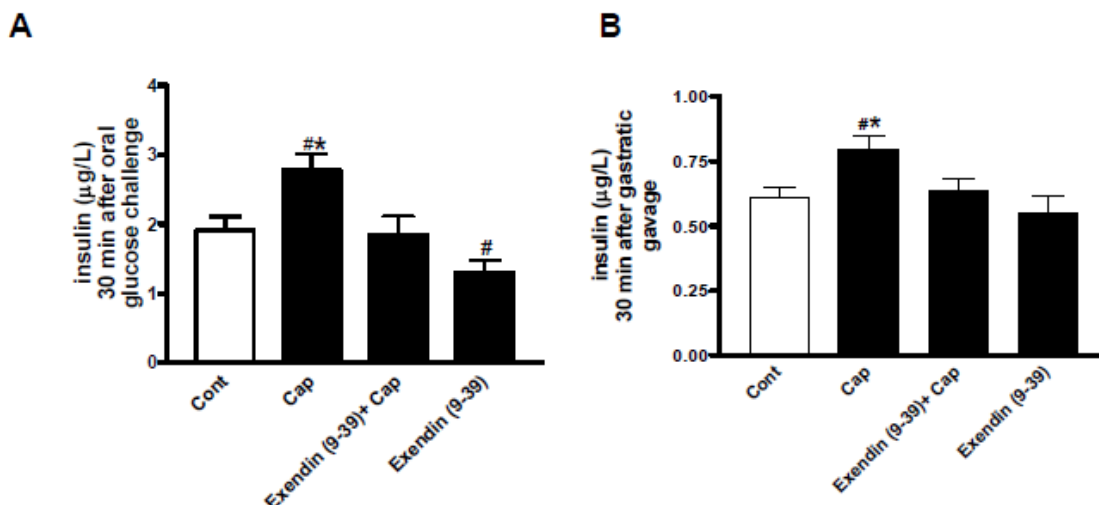 A
insulin (μg/L)
30 min after oral
glucose challenge
4
3
2
1
0
#*
#
Cont
Cap
Exendin (9-39)+ Cap
Exendin (9-39)
B
insulin (μg/L)
30 min after gastratic
gavage
1.00
0.75
0.50
0.25
0.00
#*
Cont
Cap
Exendin (9-39)+ Cap
Exendin (9-39)